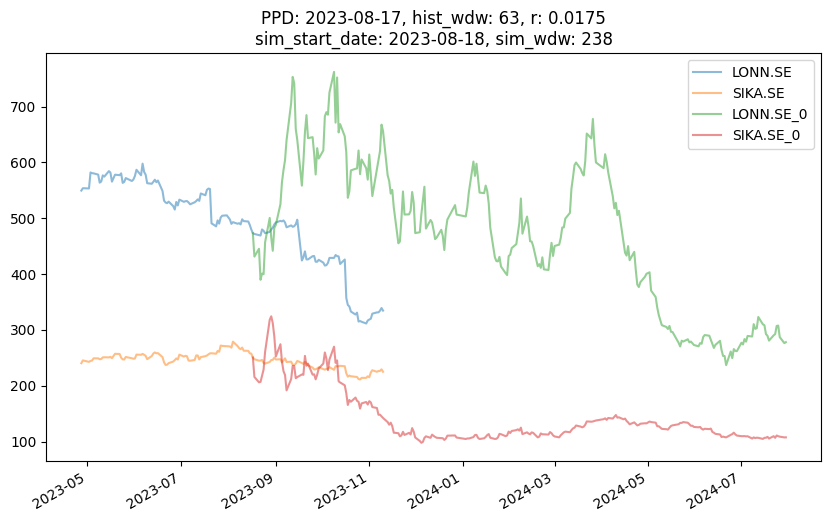 PPD: 2023-08-17, hist_wdw: 63, r: 0.0175
sim_start_date: 2023-08-18, sim_wdw: 238
LONN.SE
SIKA.SE
LONN.SE_0
SIKA.SE_0
700
600
500
400
300
200
100
2023-05
2023-07
2023-09
2023-11
2024-01
2024-03
2024-05
2024-07